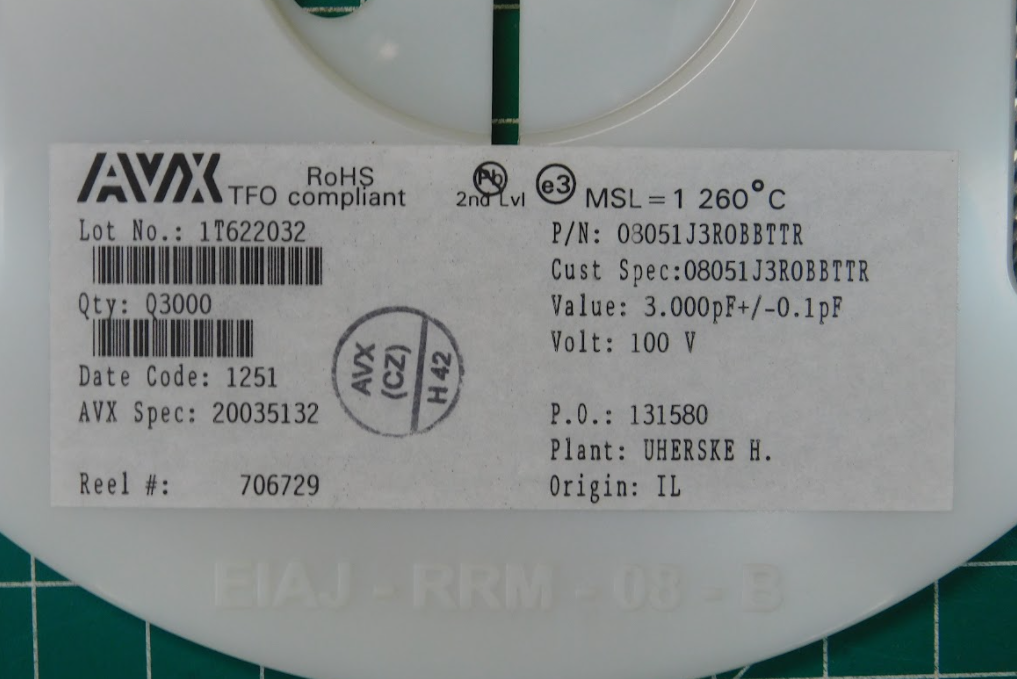 AVX TFO RoHS compliant Pb 2nd Lvl e3 MSL=1 260°C
Lot No.: 1T622032
P/N: 08051J3R0BBTTR
Cust Spec:08051J3R0BBTTR
Qty: Q3000
Value: 3.000pF+/-0.1pF
Volt: 100 V
AVX (CZ) H 42
Date Code: 1251
AVX Spec: 20035132
P.O.: 131580
Plant: UHERSKE H.
Reel #: 706729
Origin: IL
EIAJ - RRM - 08 - B